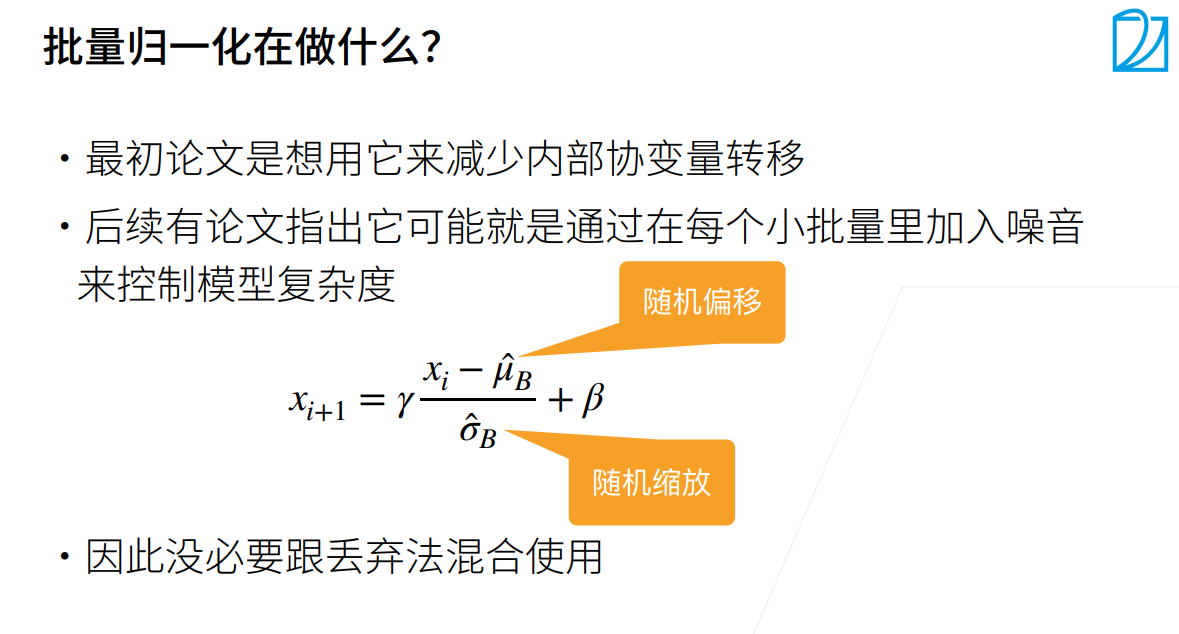 批量归一化在做什么？
• 最初论文是想用它来减少内部协变量转移
• 后续有论文指出它可能就是通过在每个小批量里加入噪音
来控制模型复杂度
随机偏移
x_{i+1} = γ \frac{x_i − \hat{μ}_B}{\hat{σ}_B} + β
随机缩放
• 因此没必要跟丢弃法混合使用